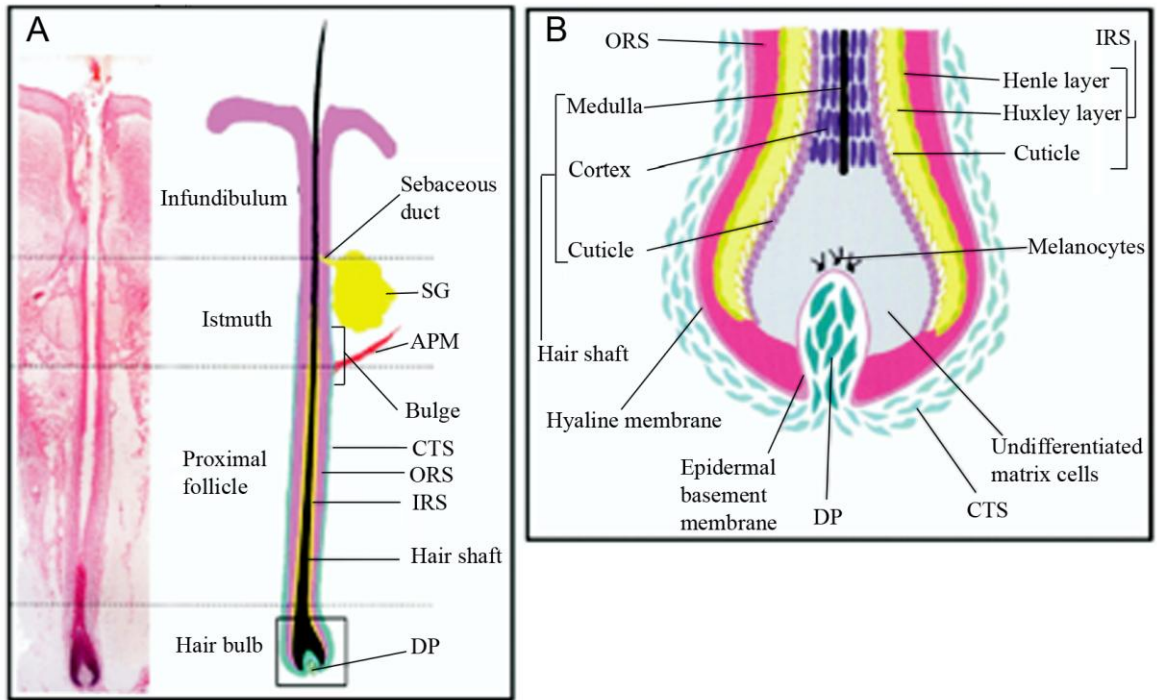 A
Infundibulum
Sebaceous
duct
SG
Istmuth
APM
Bulge
CTS
Proximal
follicle
ORS
IRS
Hair shaft
Hair bulb
DP
B
ORS
IRS
Henle layer
Medulla
Huxley layer
Cortex
Cuticle
Cuticle
Melanocytes
Hair shaft
Hyaline membrane
Undifferentiated
matrix cells
Epidermal
basement
membrane
DP
CTS